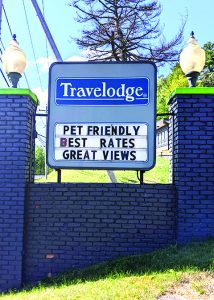 Travelodge
PET FRIENDLY
BEST RATES
GREAT VIEWS